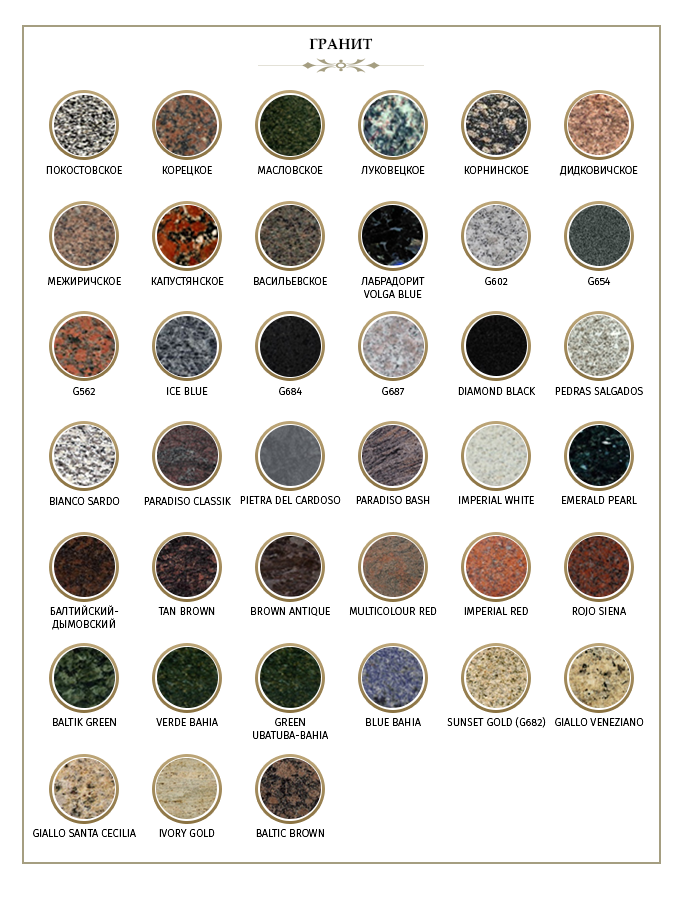 ГРАНИТ
ПОКОСТОВСКОЕ
КОРЕЦКОЕ
МАСЛОВСКОЕ
ЛУКОВЕЦКОЕ
КОРНИНСКОЕ
ДИДКОВИЧСКОЕ
МЕЖИРИЧСКОЕ
КАПУСТЯНСКОЕ
ВАСИЛЬЕВСКОЕ
ЛАБРАДОРИТ
VOLGA BLUE
G602
G654
G562
ICE BLUE
G684
G687
DIAMOND BLACK
PEDRAS SALGADOS
BIANCO SARDO
PARADISO CLASSIK
PIETRA DEL CARDOSO
PARADISO BASH
IMPERIAL WHITE
EMERALD PEARL
БАЛТИЙСКИЙ-
ДЫМОВСКИЙ
TAN BROWN
BROWN ANTIQUE
MULTICOLOUR RED
IMPERIAL RED
ROJO SIENA
BALTIK GREEN
VERDE BAHIA
GREEN
UBATUBA-BAHIA
BLUE BAHIA
SUNSET GOLD (G682)
GIALLO VENEZIANO
GIALLO SANTA CECILIA
IVORY GOLD
BALTIC BROWN